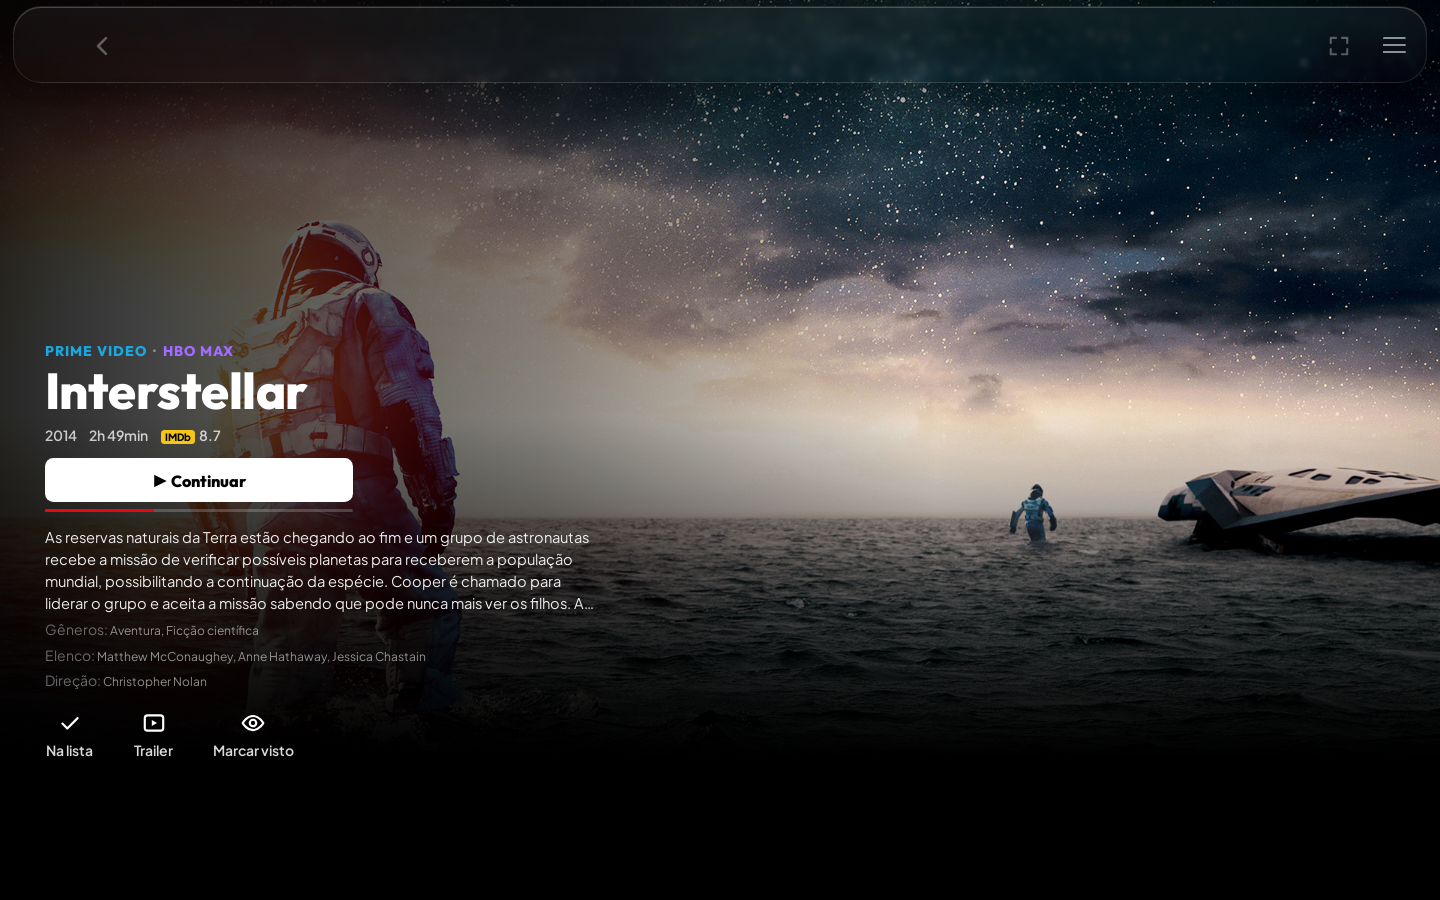 PRIME VIDEO · HBO MAX
Interstellar
2014 2h 49min IMDb 8.7
▶ Continuar
As reservas naturais da Terra estão chegando ao fim e um grupo de astronautas
recebe a missão de verificar possíveis planetas para receberem a população
mundial, possibilitando a continuação da espécie. Cooper é chamado para
liderar o grupo e aceita a missão sabendo que pode nunca mais ver os filhos. A...
Gêneros: Aventura, Ficção científica
Elenco: Matthew McConaughey, Anne Hathaway, Jessica Chastain
Direção: Christopher Nolan
Na lista Trailer Marcar visto